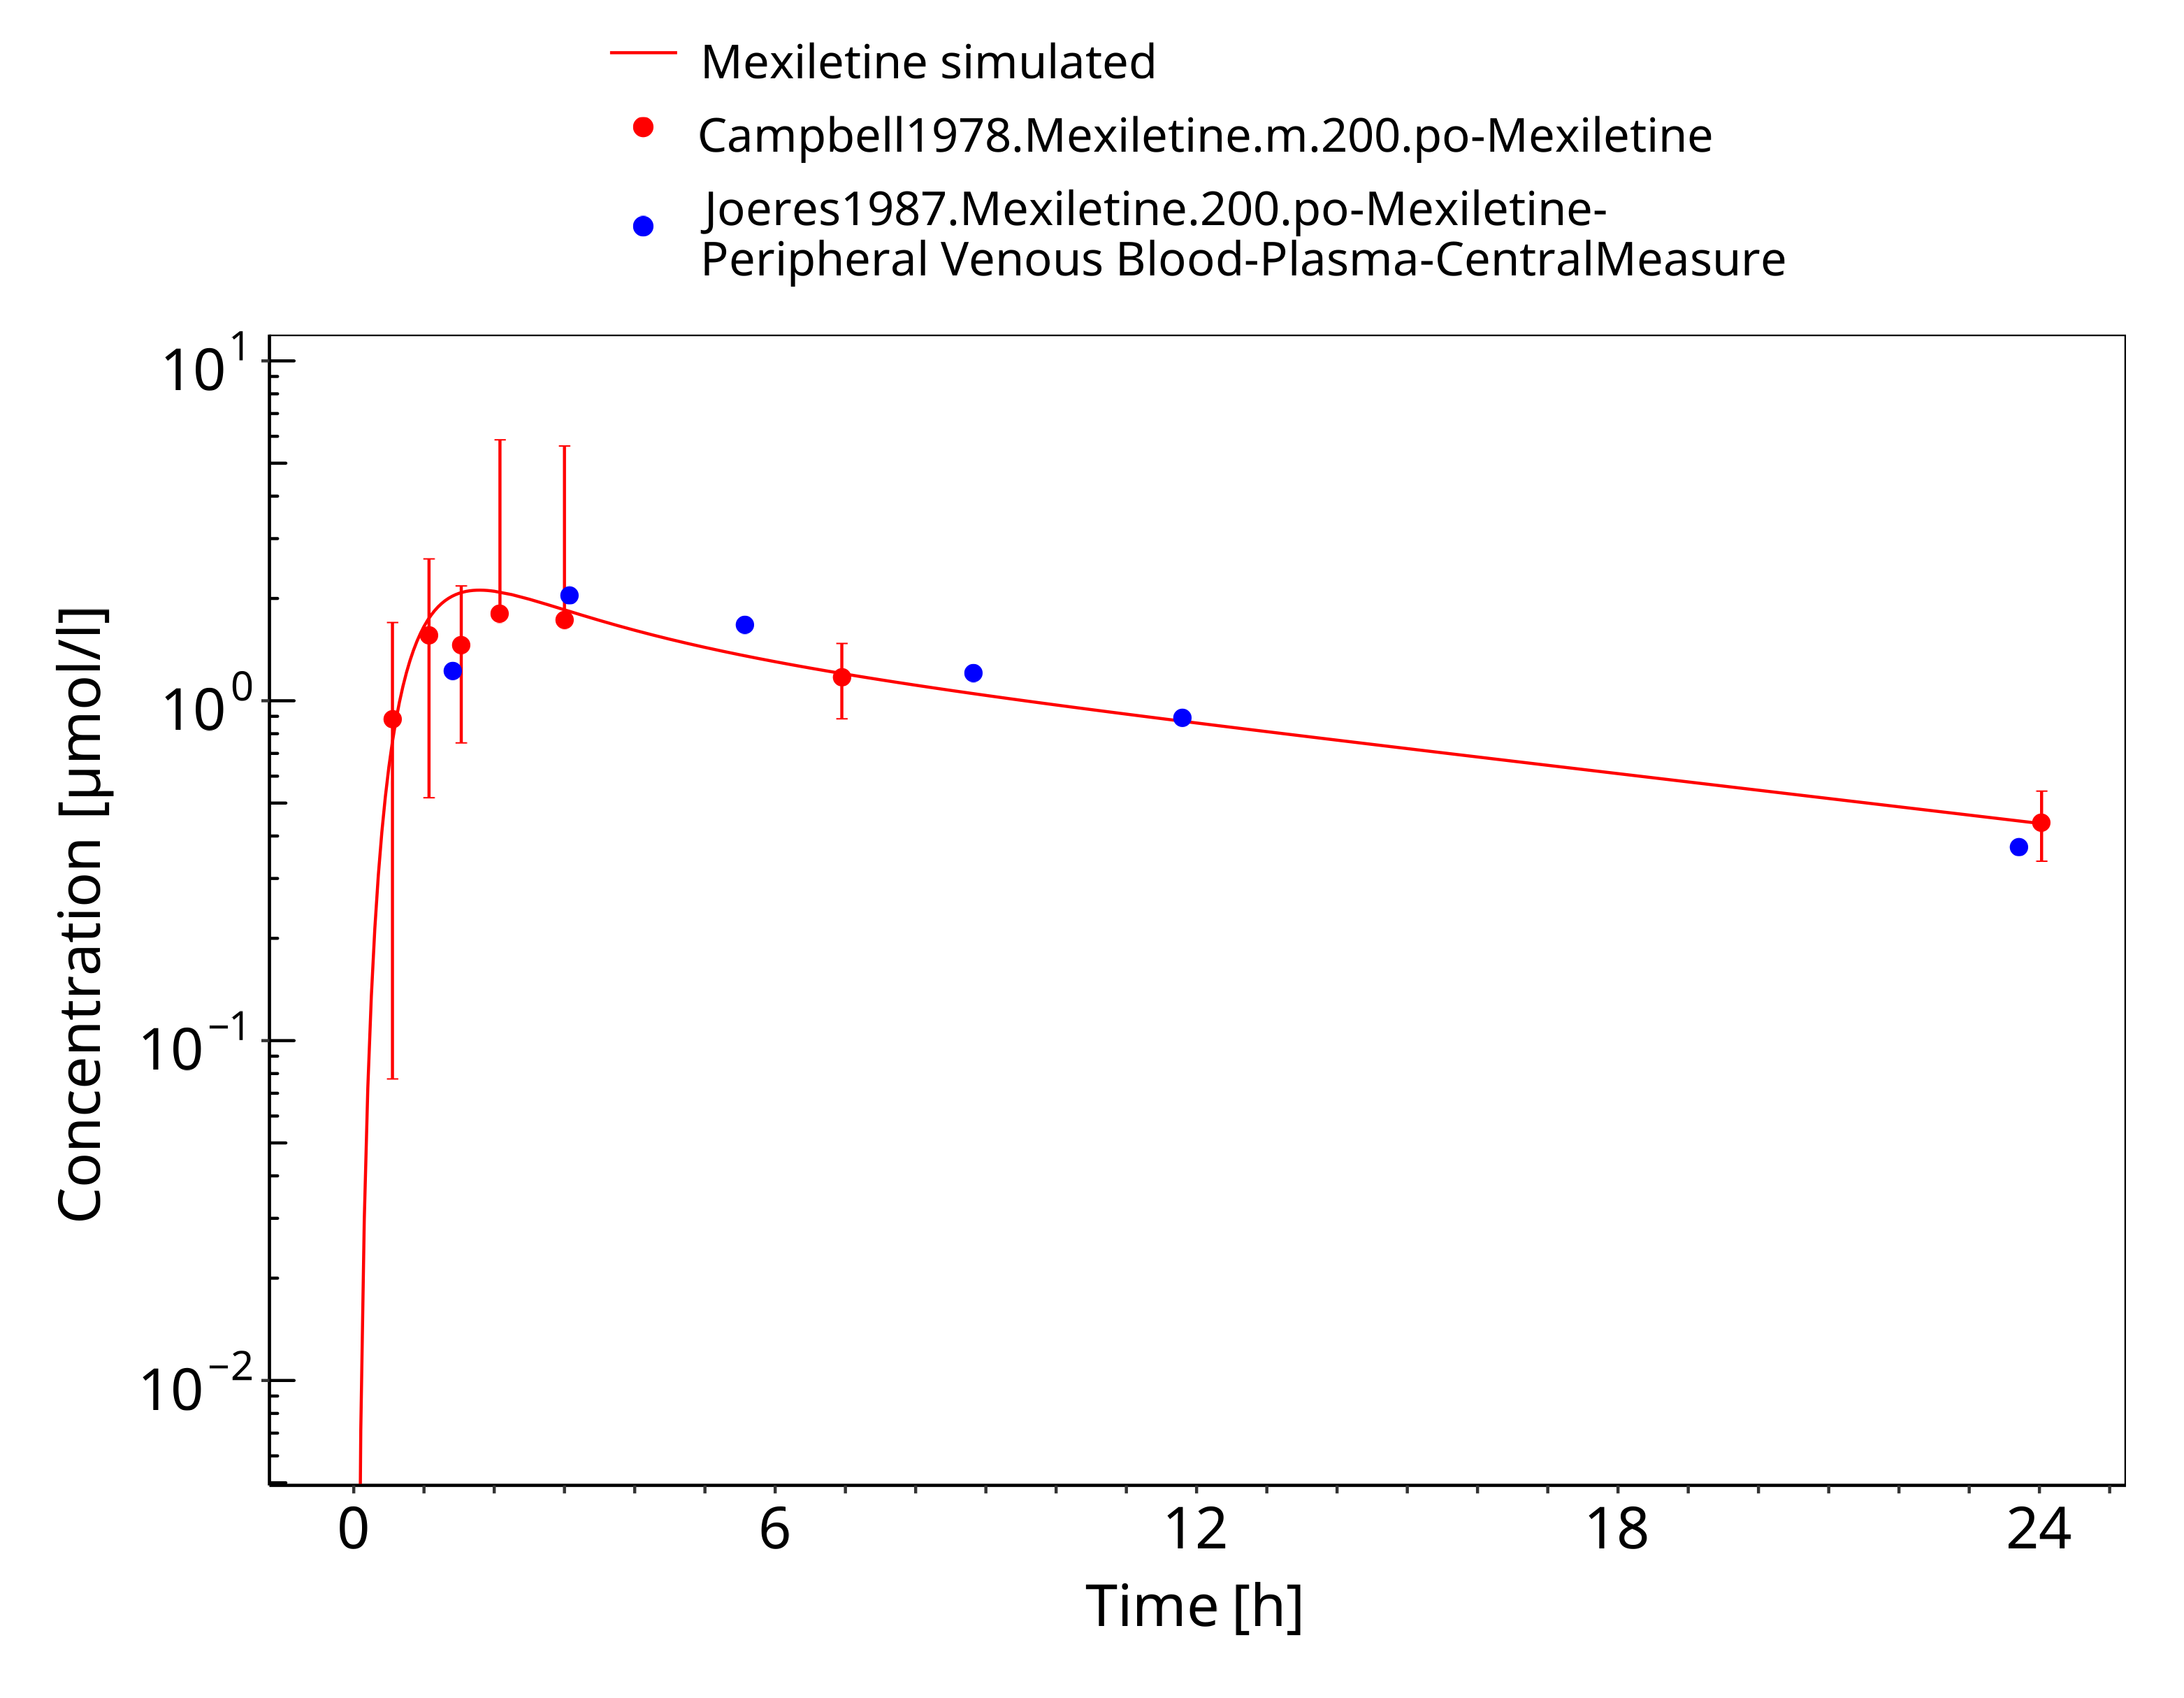 Mexiletine simulated
Campbell1978.Mexiletine.m.200.po-Mexiletine
Joeres1987.Mexiletine.200.po-Mexiletine-
Peripheral Venous Blood-Plasma-CentralMeasure
10^1
10^0
10^−1
10^−2
Concentration [µmol/l]
0 6 12 18 24
Time [h]